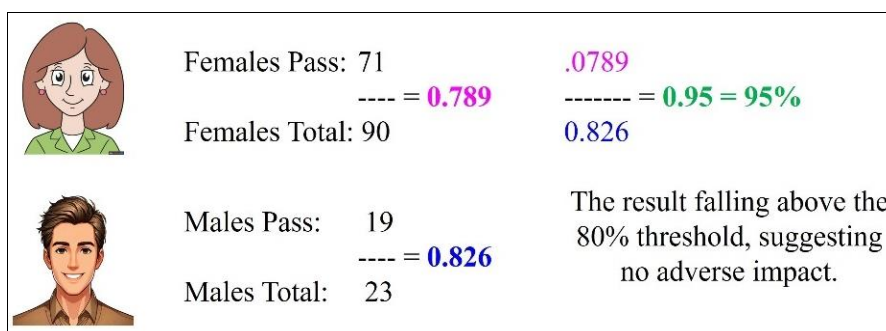 Females Pass: 71
---- = 0.789
Females Total: 90
.0789
------- = 0.95 = 95%
0.826
Males Pass: 19
---- = 0.826
Males Total: 23
The result falling above the
80% threshold, suggesting
no adverse impact.